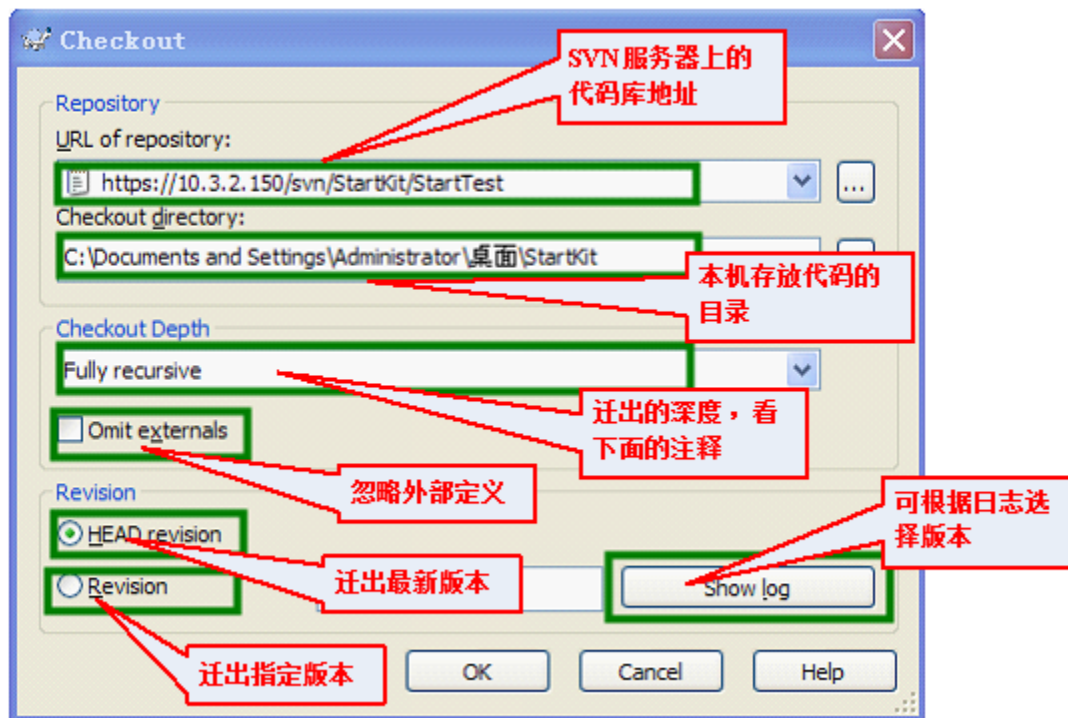 Checkout
SVN服务器上的
代码库地址
Repository
URL of repository:
https://10.3.2.150/svn/StartKit/StartTest
...
Checkout directory:
C:\Documents and Settings\Administrator\桌面\StartKit
本机存放代码的
目录
Checkout Depth
Fully recursive
迁出的深度，看
下面的注释
Omit externals
忽略外部定义
Revision
可根据日志选
择版本
HEAD revision
迁出最新版本
Revision
Show log
迁出指定版本
OK
Cancel
Help